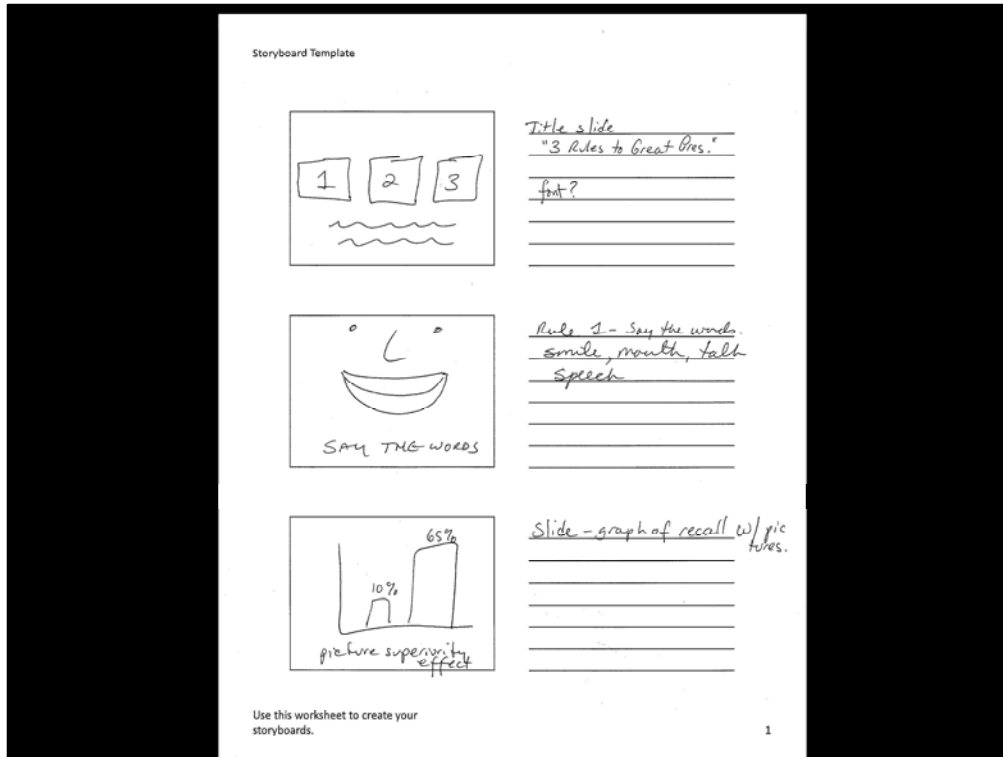 Storyboard Template
1 2 3
Title slide
"3 Rules to Great Pres."
font?
SAY THE WORDS
Rule 1 - Say the words.
smile, mouth, talk
speech
65%
10%
picture superiority
effect
Slide - graph of recall w/ pic
tures.
Use this worksheet to create your
storyboards.
1